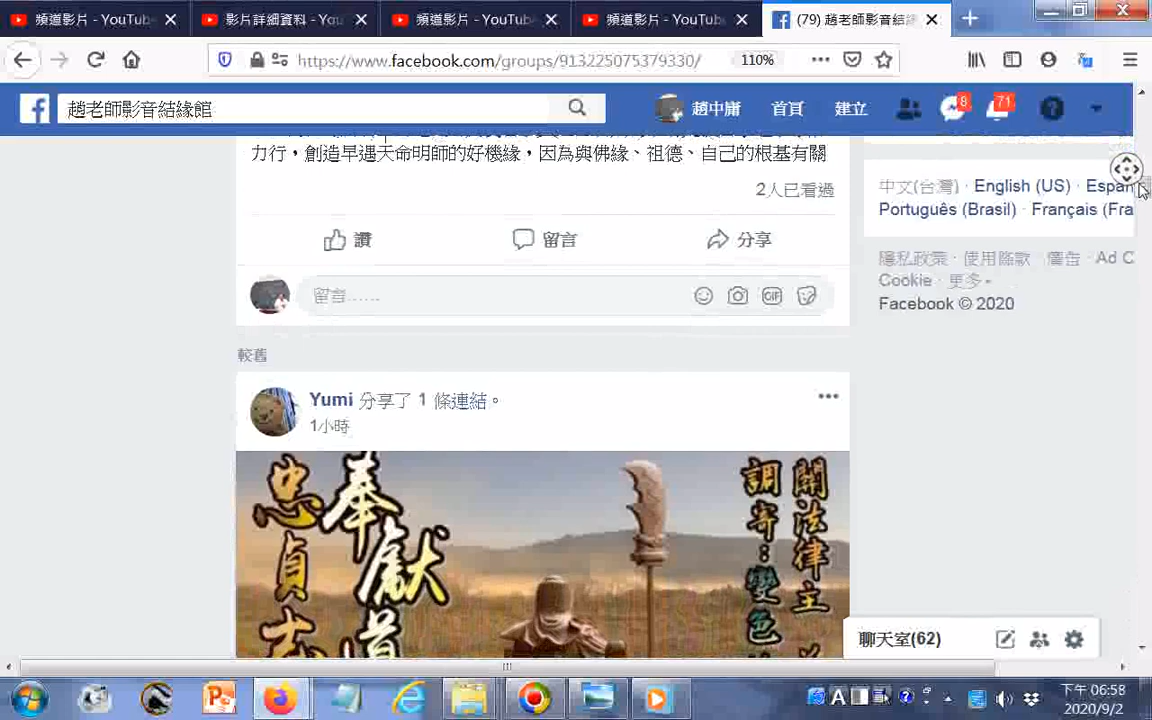 頻道影片 - YouTub
影片詳細資料 - You
頻道影片 - YouTub
頻道影片 - YouTub
(79) 趙老師影音結緣
https://www.facebook.com/groups/913225075379330/
110%
趙老師影音結緣館
趙中庸
首頁
建立
8
71
力行，創造早遇天命明師的好機緣，因為與佛緣、祖德、自己的根基有關
2人已看過
讚
留言
分享
留言......
GIF
中文(台灣) · English (US) · Españ
Português (Brasil) · Français (Fra
隱私政策 · 使用條款 · 廣告 · Ad C
Cookie · 更多
Facebook © 2020
較舊
Yumi 分享了 1 條連結。
1小時
奉獻道
忠貞
關法律主
調寄：變色
聊天室(62)
下午 06:58
2020/9/2